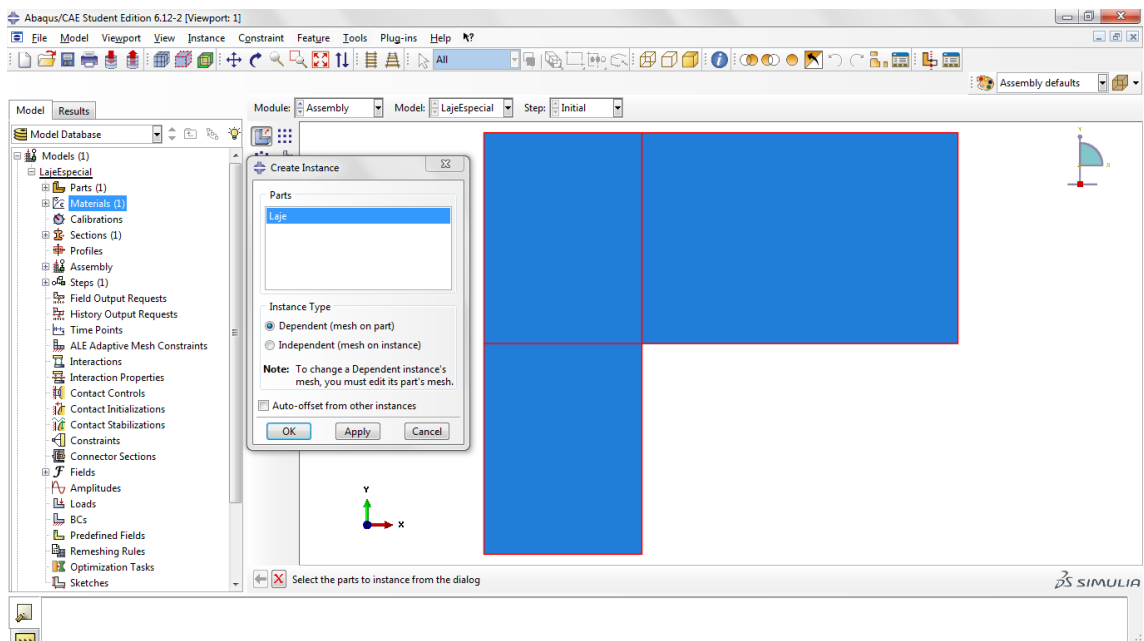 Abaqus/CAE Student Edition 6.12-2 [Viewport: 1]
File Model Viewport View Instance Constraint Feature Tools Plug-ins Help
All
Assembly defaults
Model Results
Module: Assembly Model: LajeEspecial Step: Initial
Model Database
Models (1)
LajeEspecial
Parts (1)
Materials (1)
Calibrations
Sections (1)
Profiles
Assembly
Steps (1)
Field Output Requests
History Output Requests
Time Points
ALE Adaptive Mesh Constraints
Interactions
Interaction Properties
Contact Controls
Contact Initializations
Contact Stabilizations
Constraints
Connector Sections
Fields
Amplitudes
Loads
BCs
Predefined Fields
Remeshing Rules
Optimization Tasks
Sketches
Create Instance
Parts
Laje
Instance Type
Dependent (mesh on part)
Independent (mesh on instance)
Note: To change a Dependent instance's
mesh, you must edit its part's mesh.
Auto-offset from other instances
OK Apply Cancel
Y
X
Y
X
Select the parts to instance from the dialog
SIMULIA